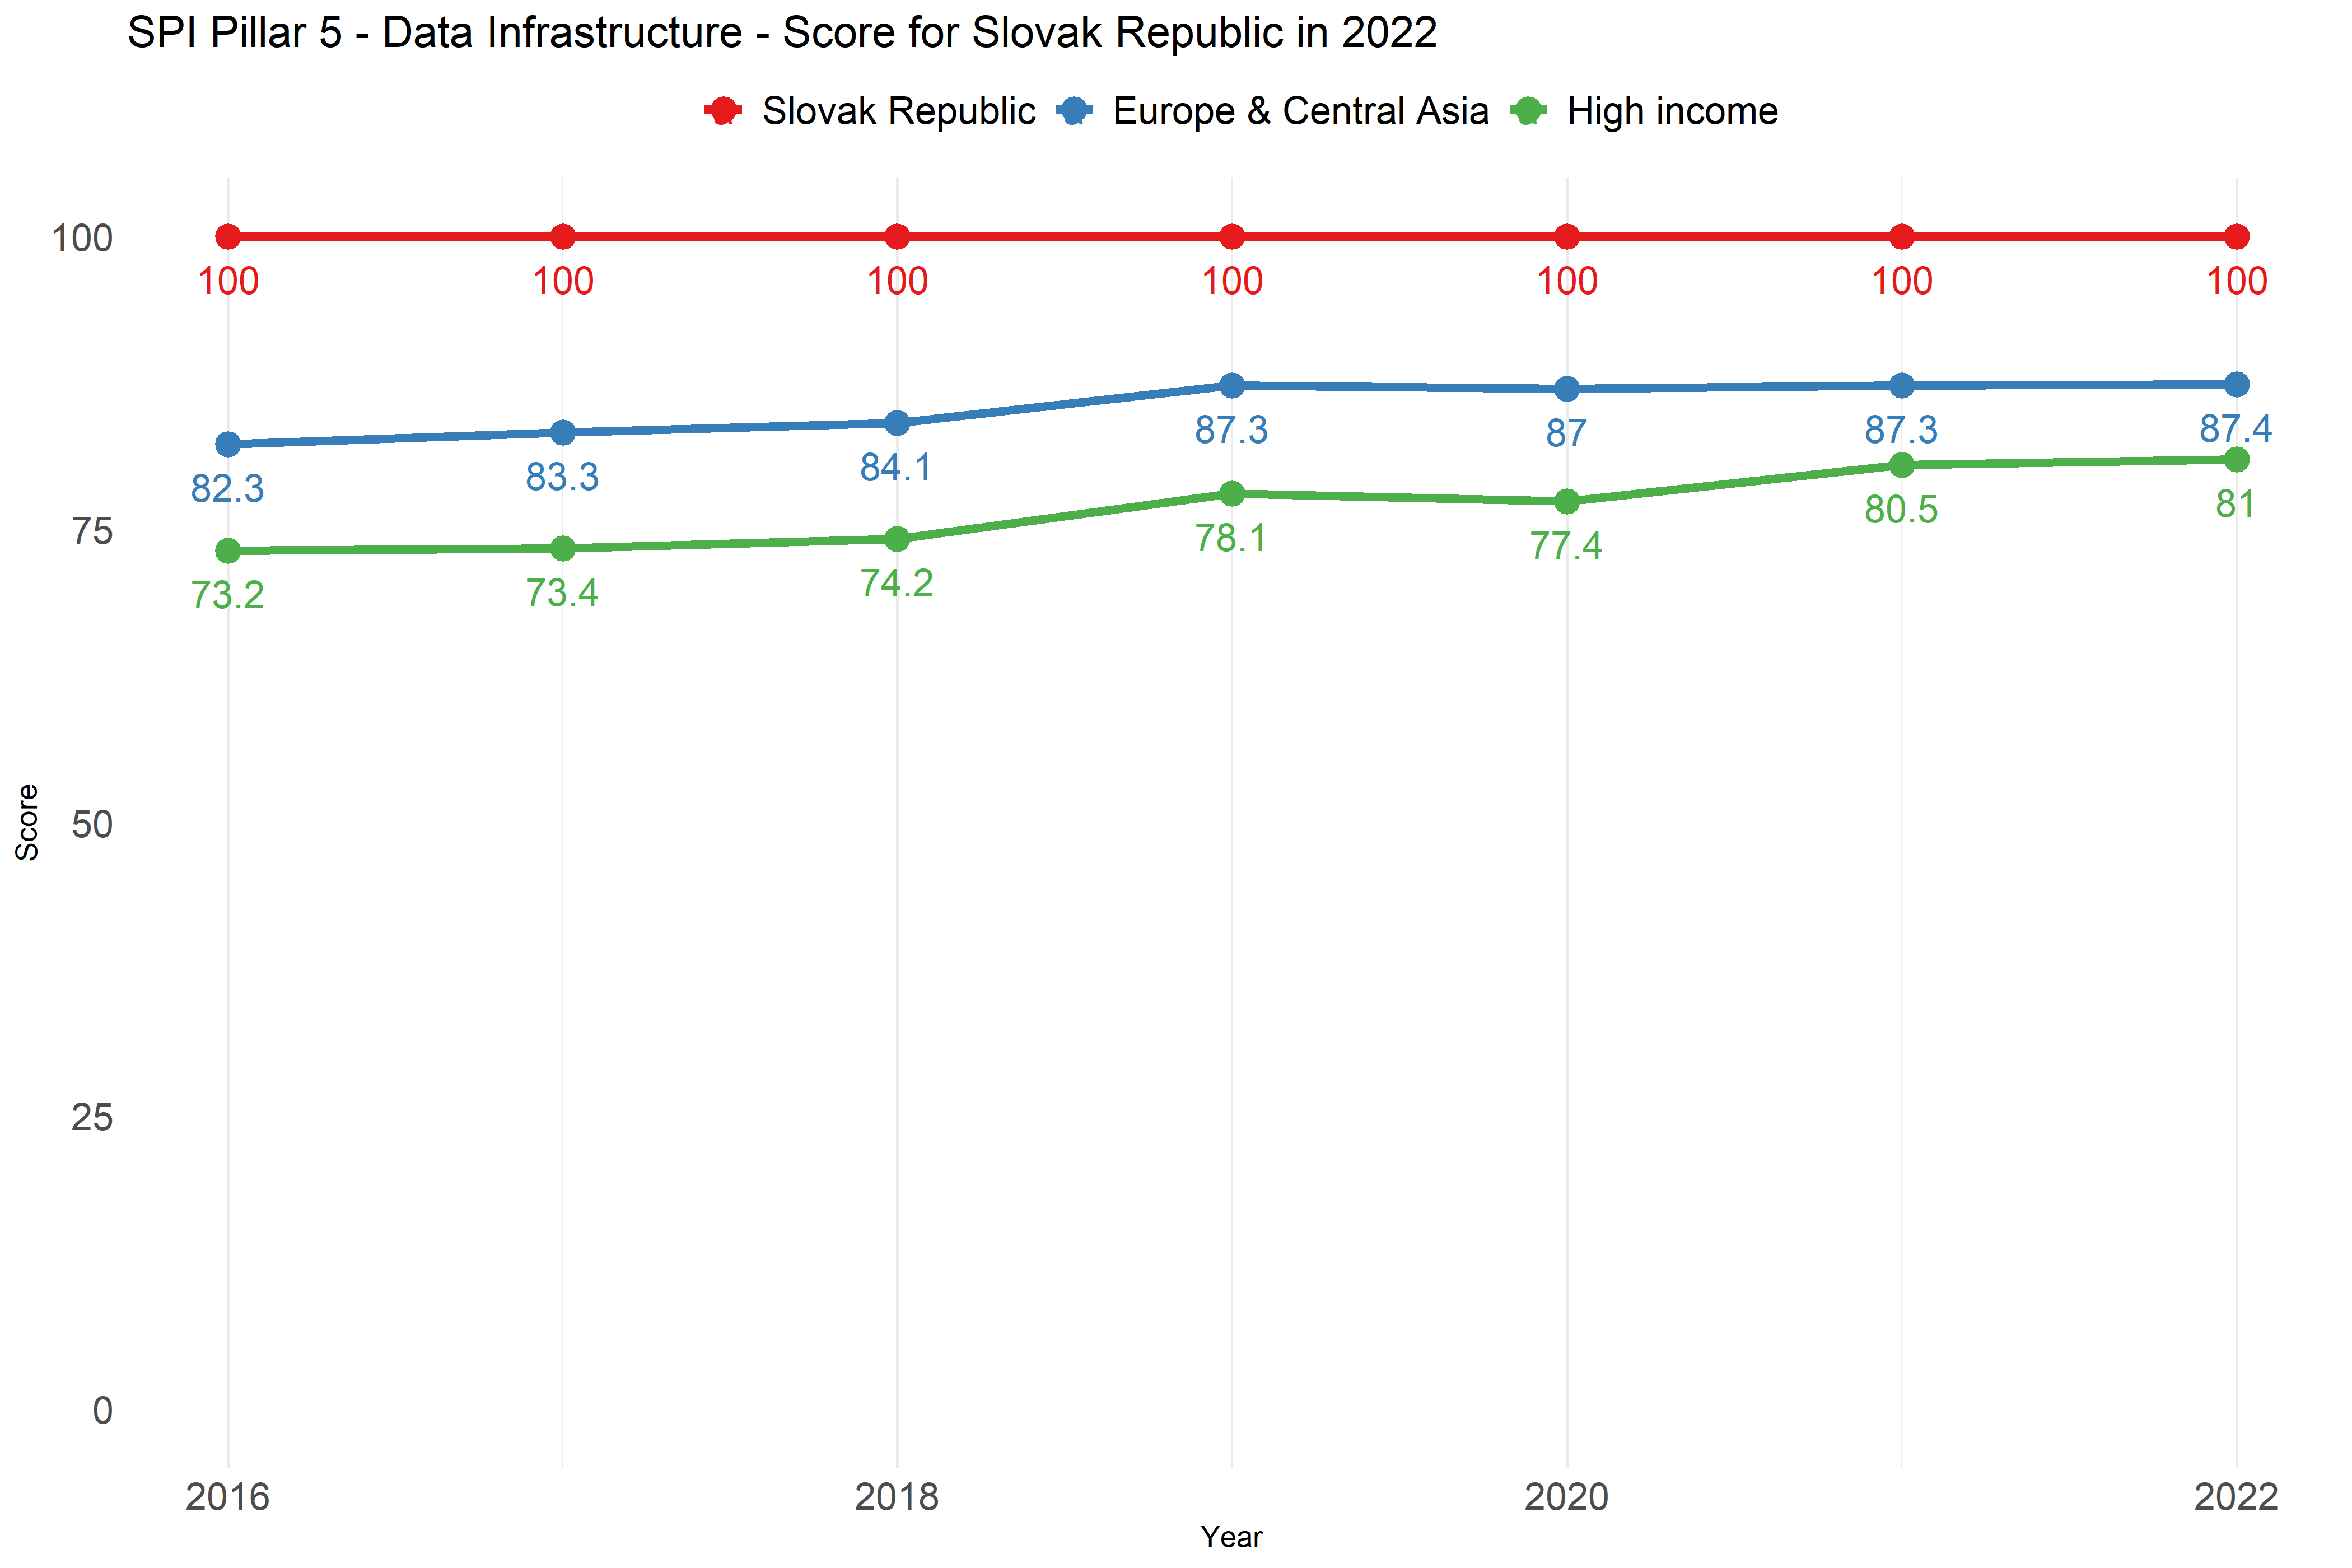 SPI Pillar 5 - Data Infrastructure - Score for Slovak Republic in 2022
Slovak Republic Europe & Central Asia High income
100
100 100 100 100 100 100 100
87.3 87 87.3 87.4
82.3 83.3 84.1
75
78.1 77.4 80.5 81
73.2 73.4 74.2
Score
50
25
0
2016 2018 2020 2022
Year